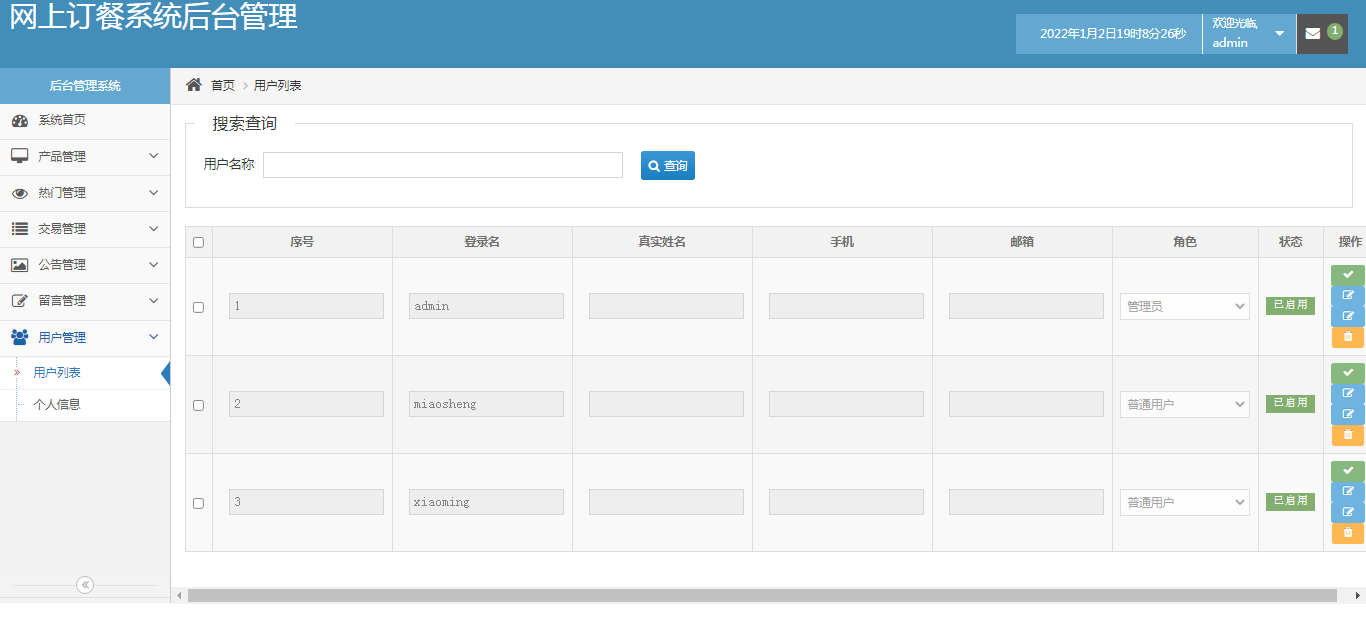 网上订餐系统后台管理
2022年1月2日19时8分26秒
欢迎光临,
admin
1
后台管理系统
首页 用户列表
系统首页
产品管理
热门管理
交易管理
公告管理
留言管理
用户管理
用户列表
个人信息
搜索查询
用户名称
查询
序号 登录名 真实姓名 手机 邮箱 角色 状态 操作
1 admin 管理员 已启用
2 miaosheng 普通用户 已启用
3 xiaoming 普通用户 已启用